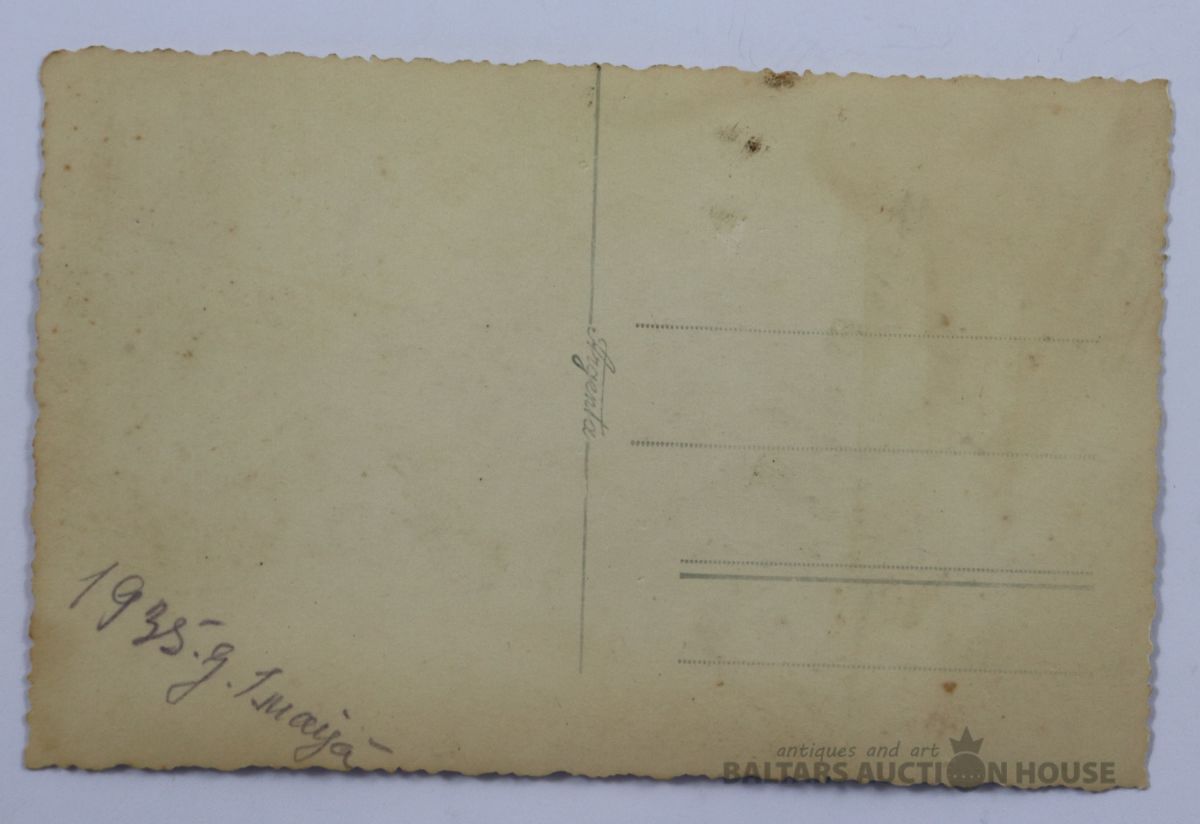 Argenta
1935.g. 1 maijā
antiques and art
BALTARS AUCTION HOUSE